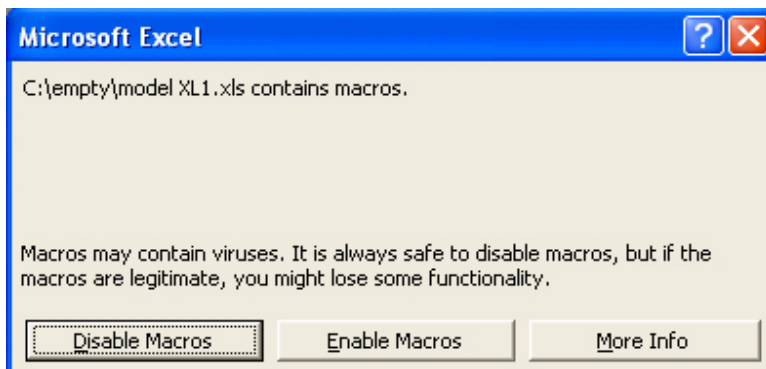 Microsoft Excel
?
C:\empty\model XL1.xls contains macros.
Macros may contain viruses. It is always safe to disable macros, but if the
macros are legitimate, you might lose some functionality.
Disable Macros
Enable Macros
More Info